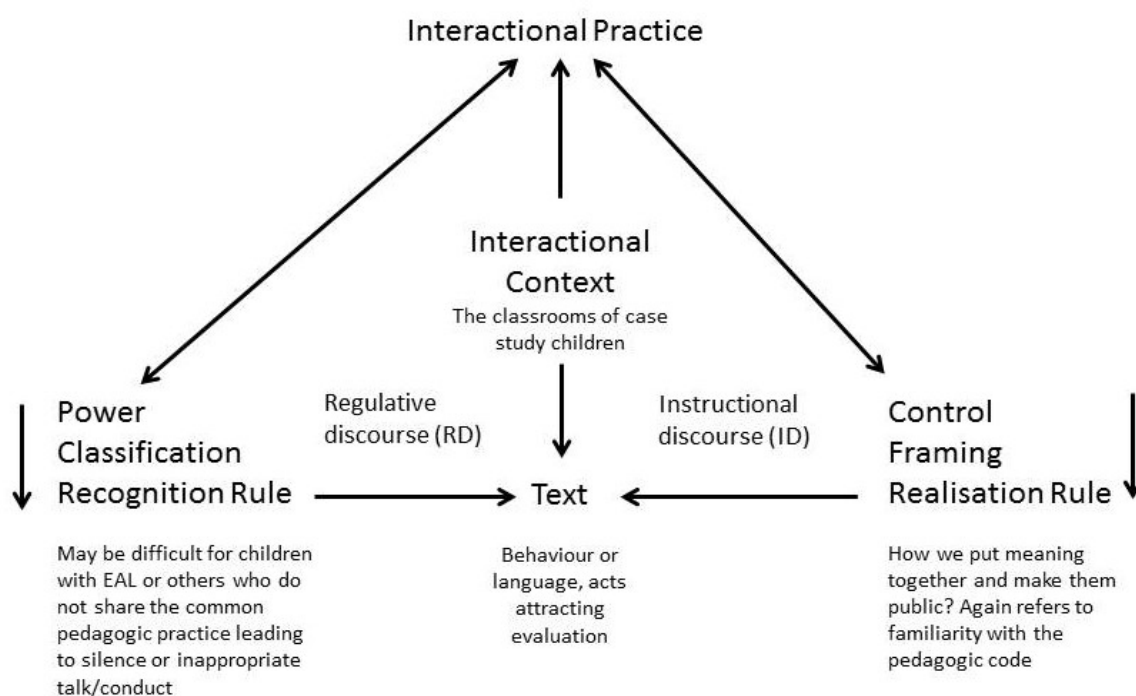 Interactional Practice
Interactional
Context
The classrooms of case
study children
Power
Classification
Recognition Rule
Regulative
discourse (RD)
Text
Instructional
discourse (ID)
Control
Framing
Realisation Rule
May be difficult for children
with EAL or others who do
not share the common
pedagogic practice leading
to silence or inappropriate
talk/conduct
Behaviour or
language, acts
attracting
evaluation
How we put meaning
together and make them
public? Again refers to
familiarity with the
pedagogic code